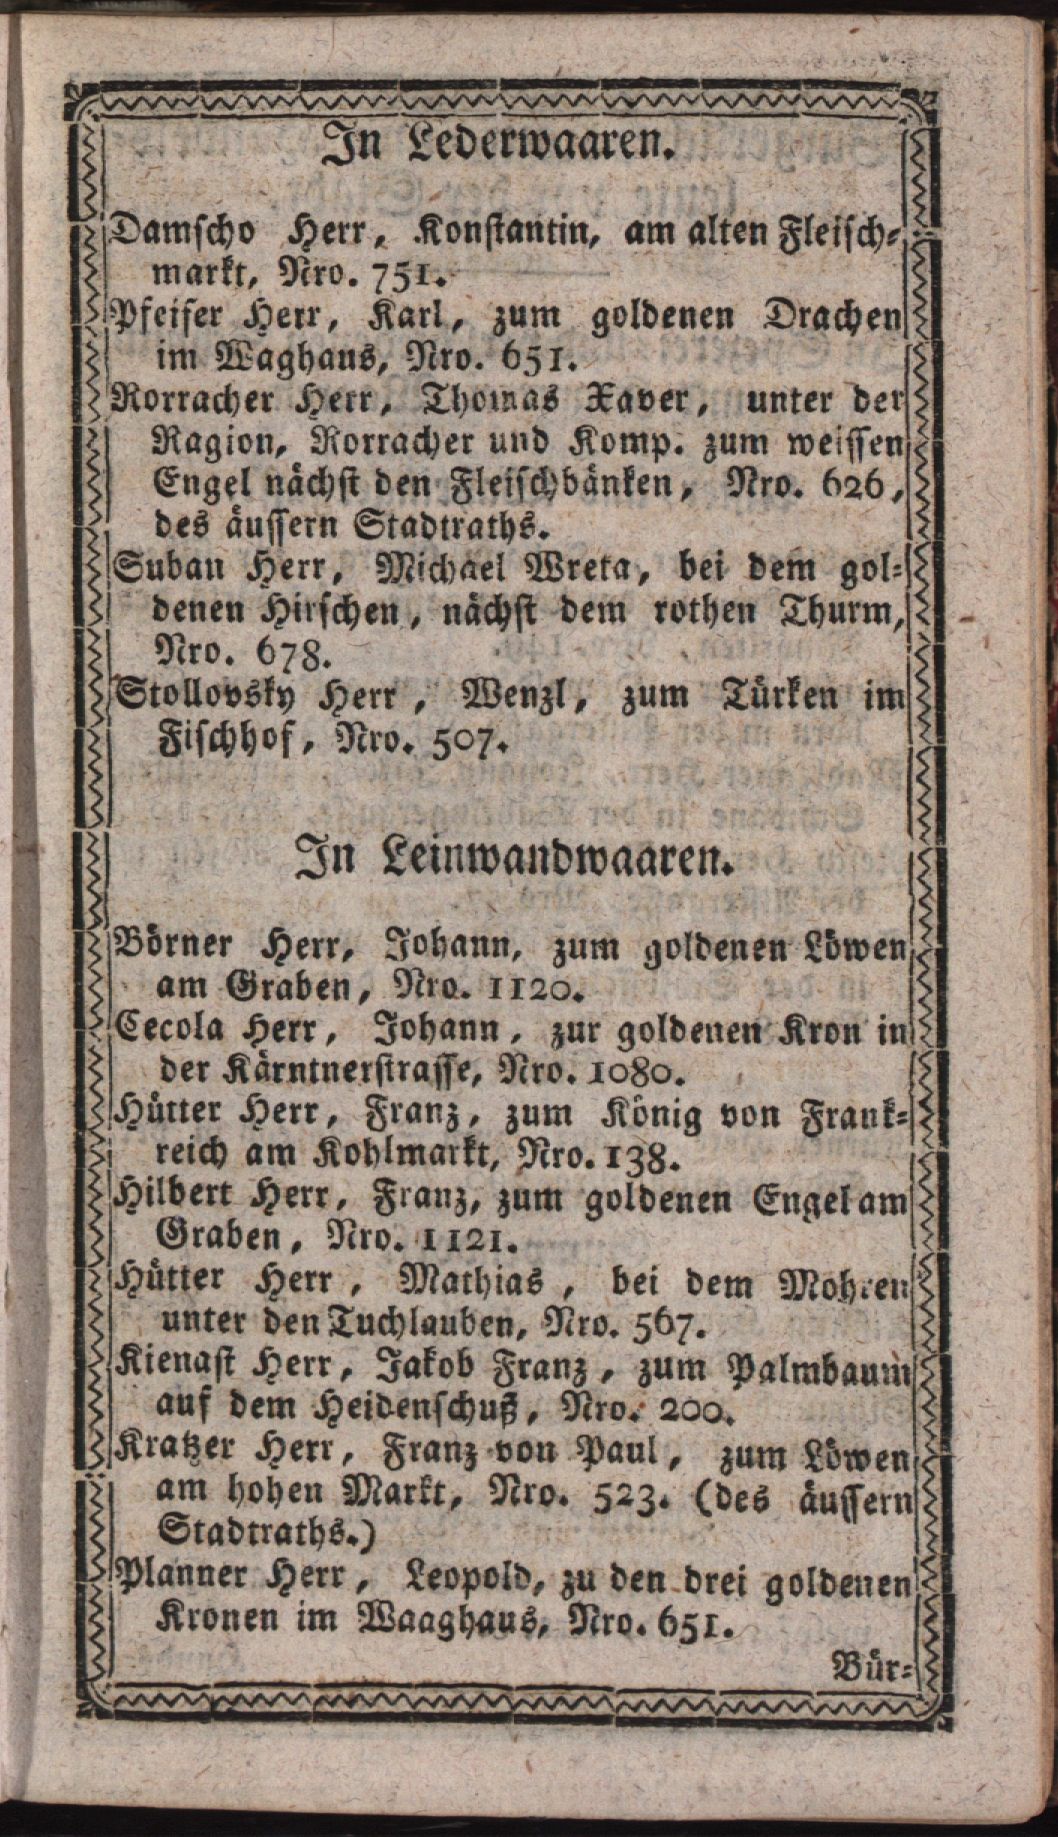 In Lederwaaren.
Damscho Herr, Konstantin, am alten Fleisch-
markt, Nro. 751.
Pfeifer Herr, Karl, zum goldenen Drachen
im Waghaus, Nro. 651.
Rorracher Herr, Thomas Xaver, unter der
Ragion, Rorracher und Komp. zum weissen
Engel nächst den Fleischbänken, Nro. 626,
des äussern Stadtraths.
Suban Herr, Michael Wreta, bei dem gol-
denen Hirschen, nächst dem rothen Thurm,
Nro. 678.
Stollovsky Herr, Wenzl, zum Türken im
Fischhof, Nro. 507.
In Leinwandwaaren.
Börner Herr, Johann, zum goldenen Löwen
am Graben, Nro. 1120.
Cecola Herr, Johann, zur goldenen Kron in
der Kärntnerstrasse, Nro. 1080.
Hütter Herr, Franz, zum König von Frank-
reich am Kohlmarkt, Nro. 138.
Hilbert Herr, Franz, zum goldenen Engel am
Graben, Nro. 1121.
Hütter Herr, Mathias, bei dem Mohren
unter den Tuchlauben, Nro. 567.
Kienast Herr, Jakob Franz, zum Palmbaum
auf dem Heidenschuß, Nro. 200.
Kratzer Herr, Franz von Paul, zum Löwen
am hohen Markt, Nro. 523. (des äussern
Stadtraths.)
Planner Herr, Leopold, zu den drei goldenen
Kronen im Waaghaus, Nro. 651.
Bür-